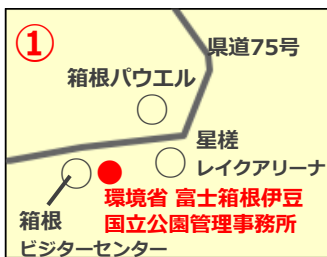 ①
県道75号
箱根パウエル
星槎
レイクアリーナ
環境省 富士箱根伊豆
国立公園管理事務所
箱根
ビジターセンター